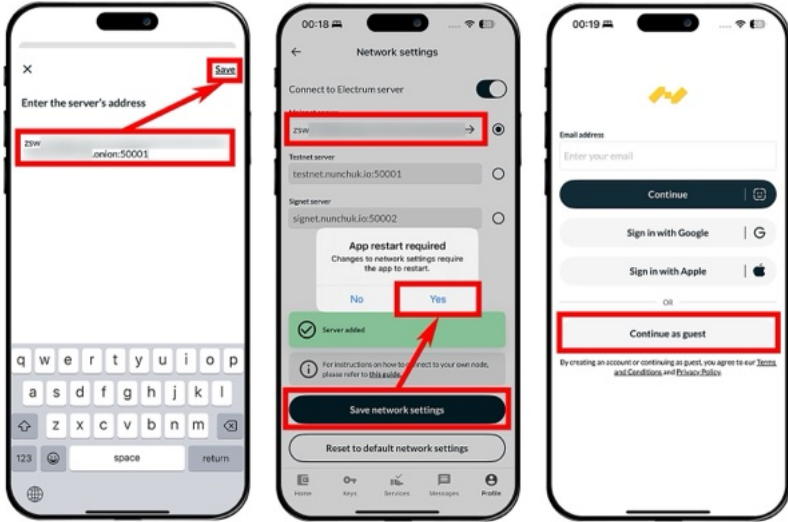 Save
Enter the server's address
zsw
.onion:50001
q w e r t y u i o p
a s d f g h j k l
z x c v b n m
123
space
return
00:18
Network settings
Connect to Electrum server
Mainnet server
zsw
Testnet server
testnet.nunchuk.io:50001
Signet server
signet.nunchuk.io:50002
App restart required
Changes to network settings require
the app to restart.
No
Yes
Server added
For instructions on how to connect to your own node,
please refer to this guide.
Save network settings
Reset to default network settings
Home
Keys
Services
Messages
Profile
00:19
Email address
Enter your email
Continue
Sign in with Google
G
Sign in with Apple
OR
Continue as guest
By creating an account or continuing as guest, you agree to our Terms
and Conditions and Privacy Policy.